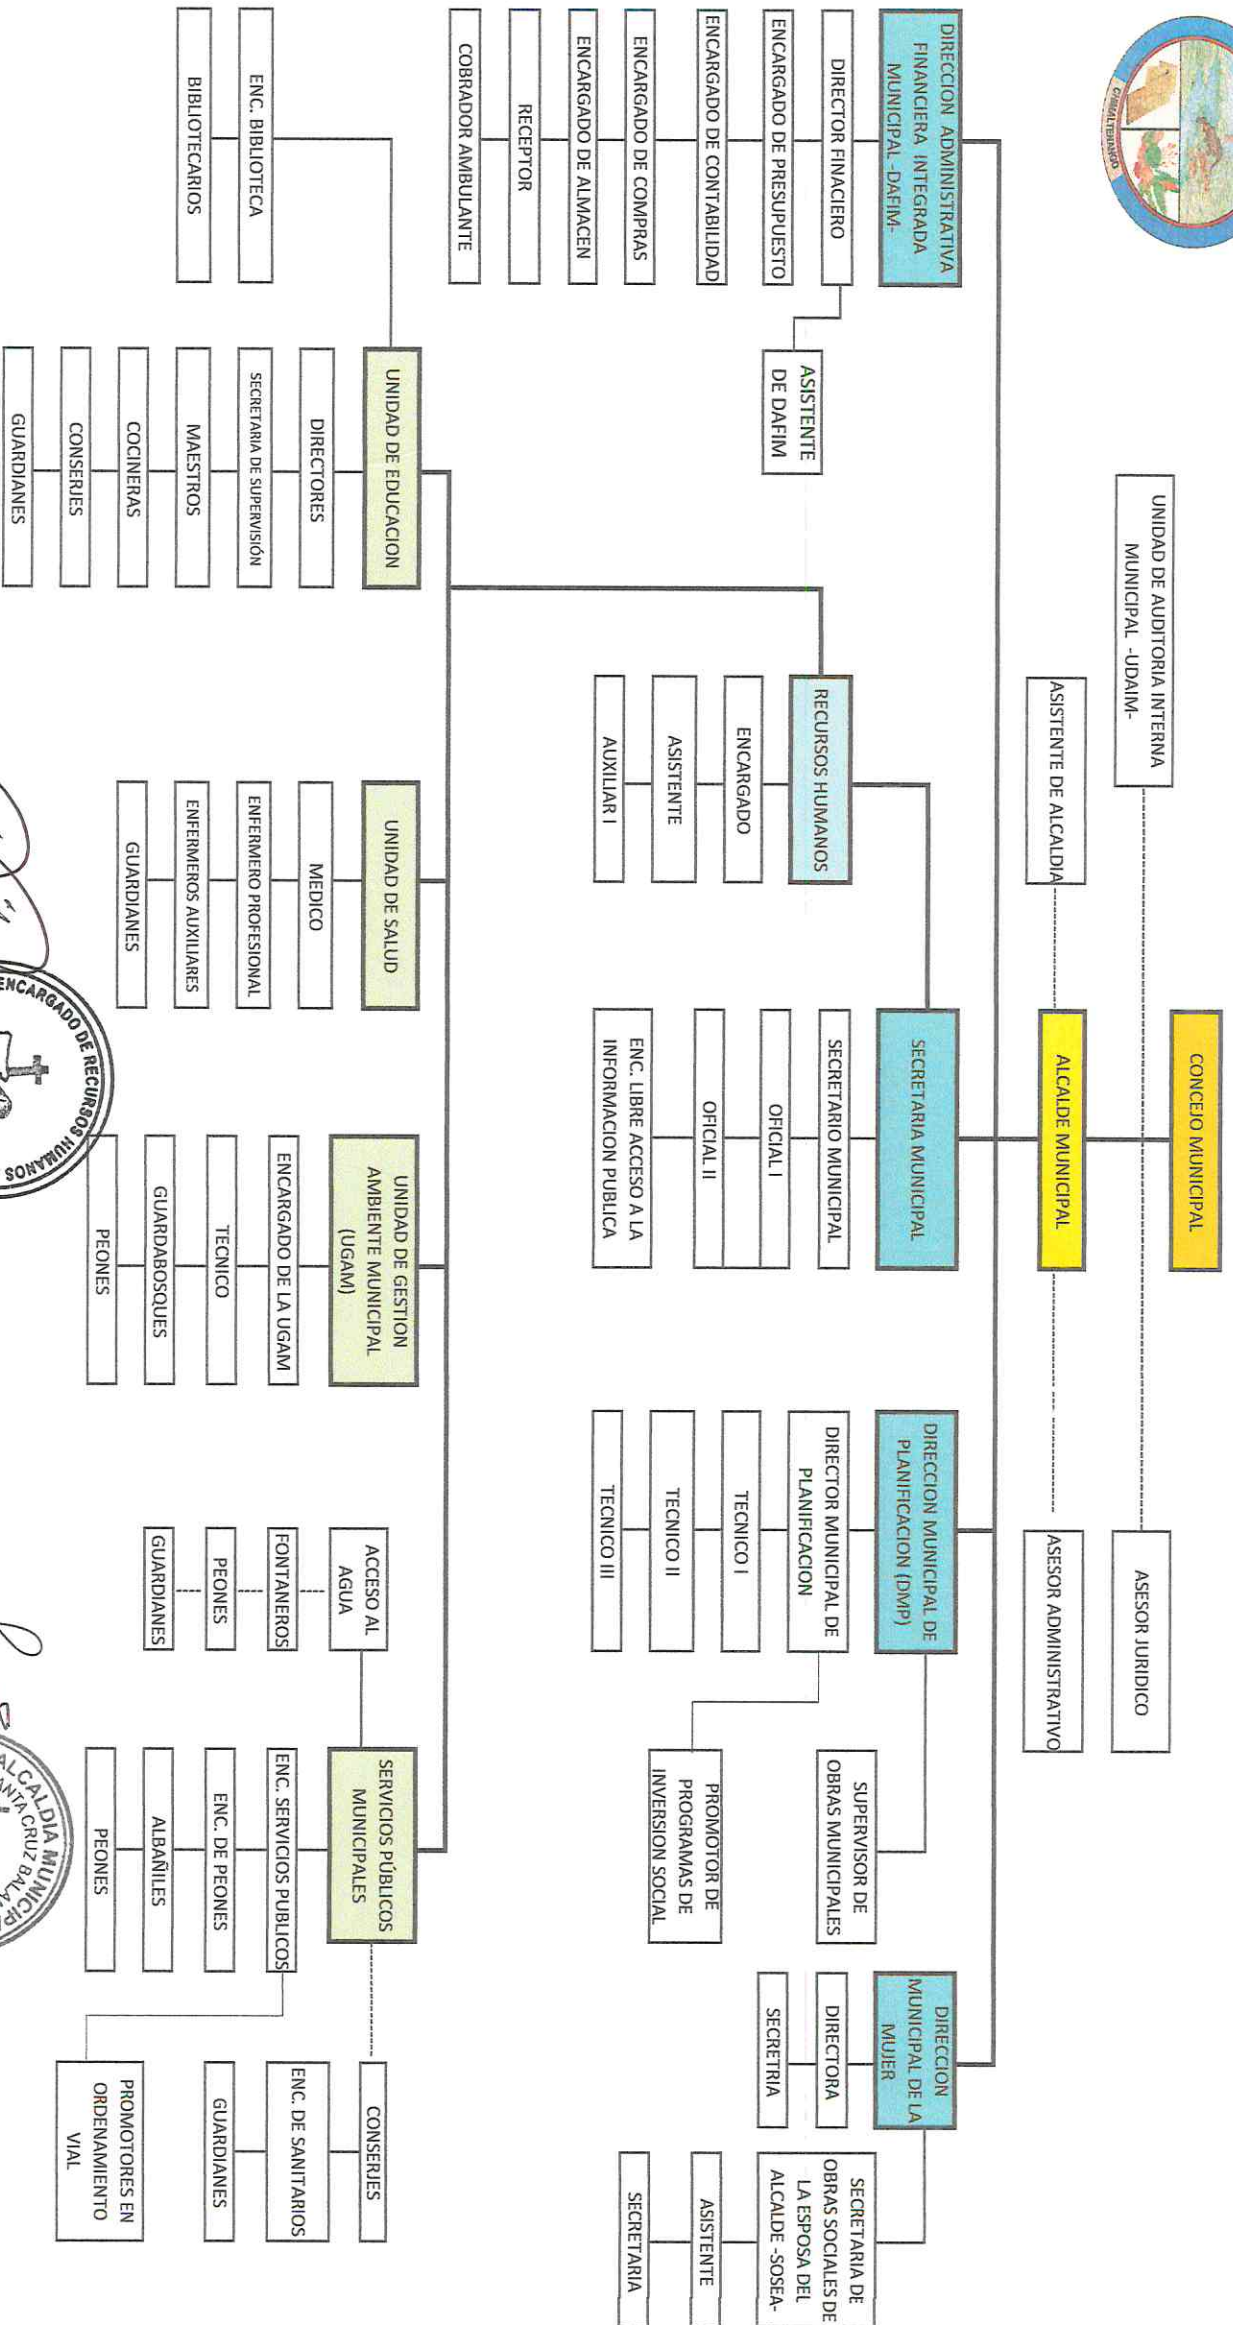 CHIMALTENANGO
CONCEJO MUNICIPAL
UNIDAD DE AUDITORIA INTERNA
MUNICIPAL -UDAIM-
ASESOR JURIDICO
ASISTENTE DE ALCALDIA
ALCALDE MUNICIPAL
ASESOR ADMINISTRATIVO
DIRECCION ADMINISTRATIVA
FINANCIERA INTEGRADA
MUNICIPAL -DAFIM-
DIRECTOR FINACIERO
ENCARGADO DE PRESUPUESTO
ENCARGADO DE CONTABILIDAD
ENCARGADO DE COMPRAS
ENCARGADO DE ALMACEN
RECEPTOR
COBRADOR AMBULANTE
ASISTENTE
DE DAFIM
SECRETARIA MUNICIPAL
SECRETARIO MUNICIPAL
OFICIAL I
OFICIAL II
ENC. LIBRE ACCESO A LA
INFORMACION PUBLICA
RECURSOS HUMANOS
ENCARGADO
ASISTENTE
AUXILIAR I
DIRECCION MUNICIPAL DE
PLANIFICACION (DMP)
DIRECTOR MUNICIPAL DE
PLANIFICACION
TECNICO I
TECNICO II
TECNICO III
SUPERVISOR DE
OBRAS MUNICIPALES
PROMOTOR DE
PROGRAMAS DE
INVERSION SOCIAL
DIRECCION
MUNICIPAL DE LA
MUJER
DIRECTORA
SECRETRIA
SECRETARIA DE
OBRAS SOCIALES DE
LA ESPOSA DEL
ALCALDE -SOSEA-
ASISTENTE
SECRETARIA
UNIDAD DE EDUCACION
DIRECTORES
SECRETARIA DE SUPERVISIÓN
MAESTROS
COCINERAS
CONSERJES
GUARDIANES
ENC. BIBLIOTECA
BIBLIOTECARIOS
UNIDAD DE SALUD
MEDICO
ENFERMERO PROFESIONAL
ENFERMEROS AUXILIARES
GUARDIANES
UNIDAD DE GESTION
AMBIENTE MUNICIPAL
(UGAM)
ENCARGADO DE LA UGAM
TECNICO
GUARDABOSQUES
PEONES
ACCESO AL
AGUA
FONTANEROS
PEONES
GUARDIANES
SERVICIOS PÚBLICOS
MUNICIPALES
ENC. SERVICIOS PUBLICOS
ENC. DE PEONES
ALBAÑILES
PEONES
CONSERJES
ENC. DE SANITARIOS
GUARDIANES
PROMOTORES EN
ORDENAMIENTO
VIAL
ENCARGADO DE RECURSOS HUMANOS
ALCALDIA MUNICIPAL
SANTA CRUZ